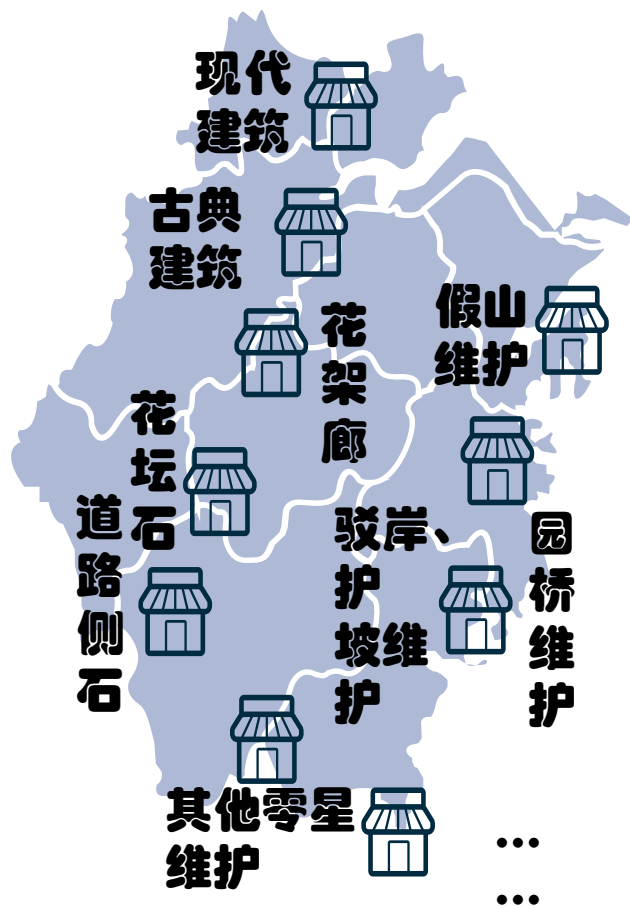 现代
建筑
古典
建筑
假山
维护
花
架
廊
花
坛
石
道
路
侧
石
驳岸、
护
坡维
护
园
桥
维
护
其他零星
维护
...
...